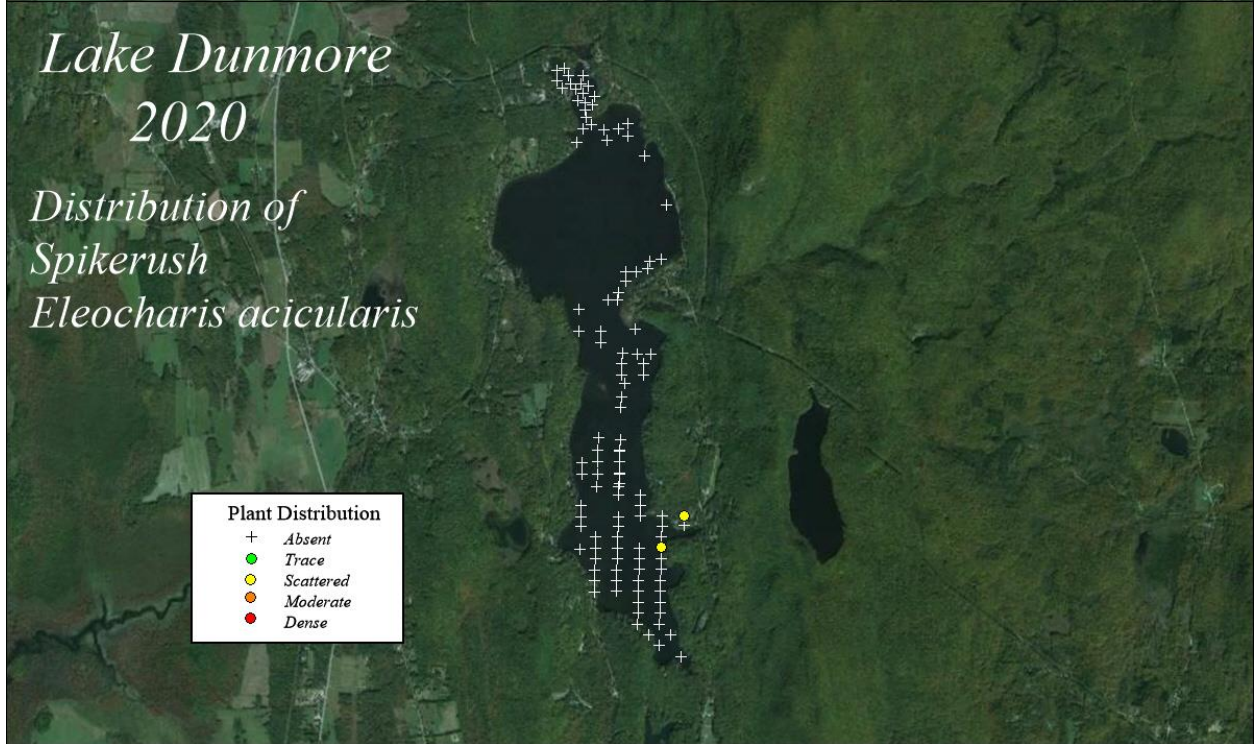 Lake Dunmore
2020
Distribution of
Spikerush
Eleocharis acicularis
Plant Distribution
Absent
Trace
Scattered
Moderate
Dense